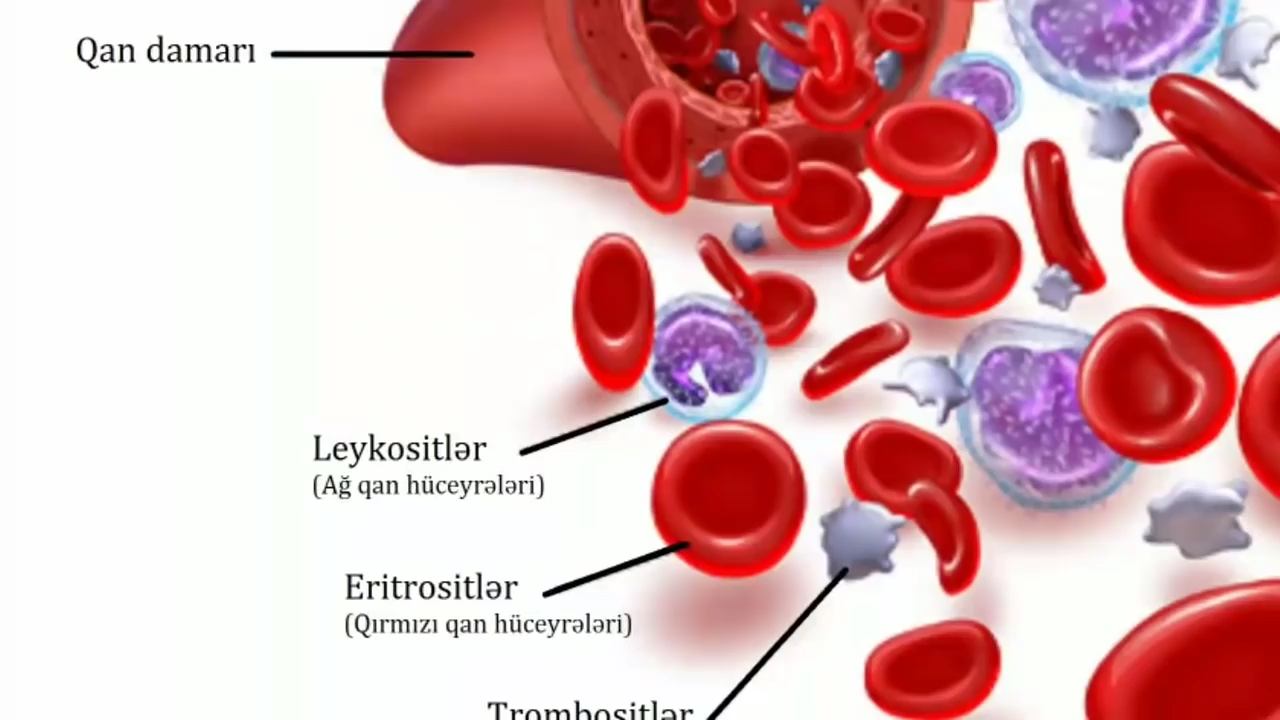 Qan damarı
Leykositlər
(Ağ qan hüceyrələri)
Eritrositlər
(Qırmızı qan hüceyrələri)
Trombositlər